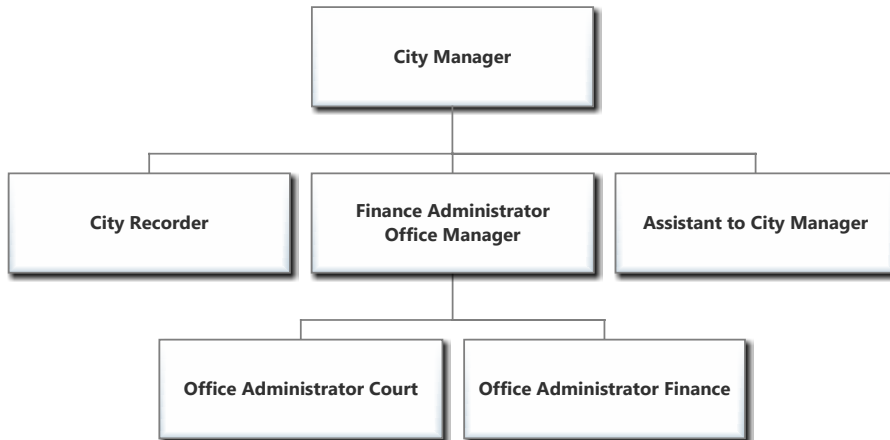 City Manager
City Recorder
Finance Administrator
Office Manager
Assistant to City Manager
Office Administrator Court
Office Administrator Finance